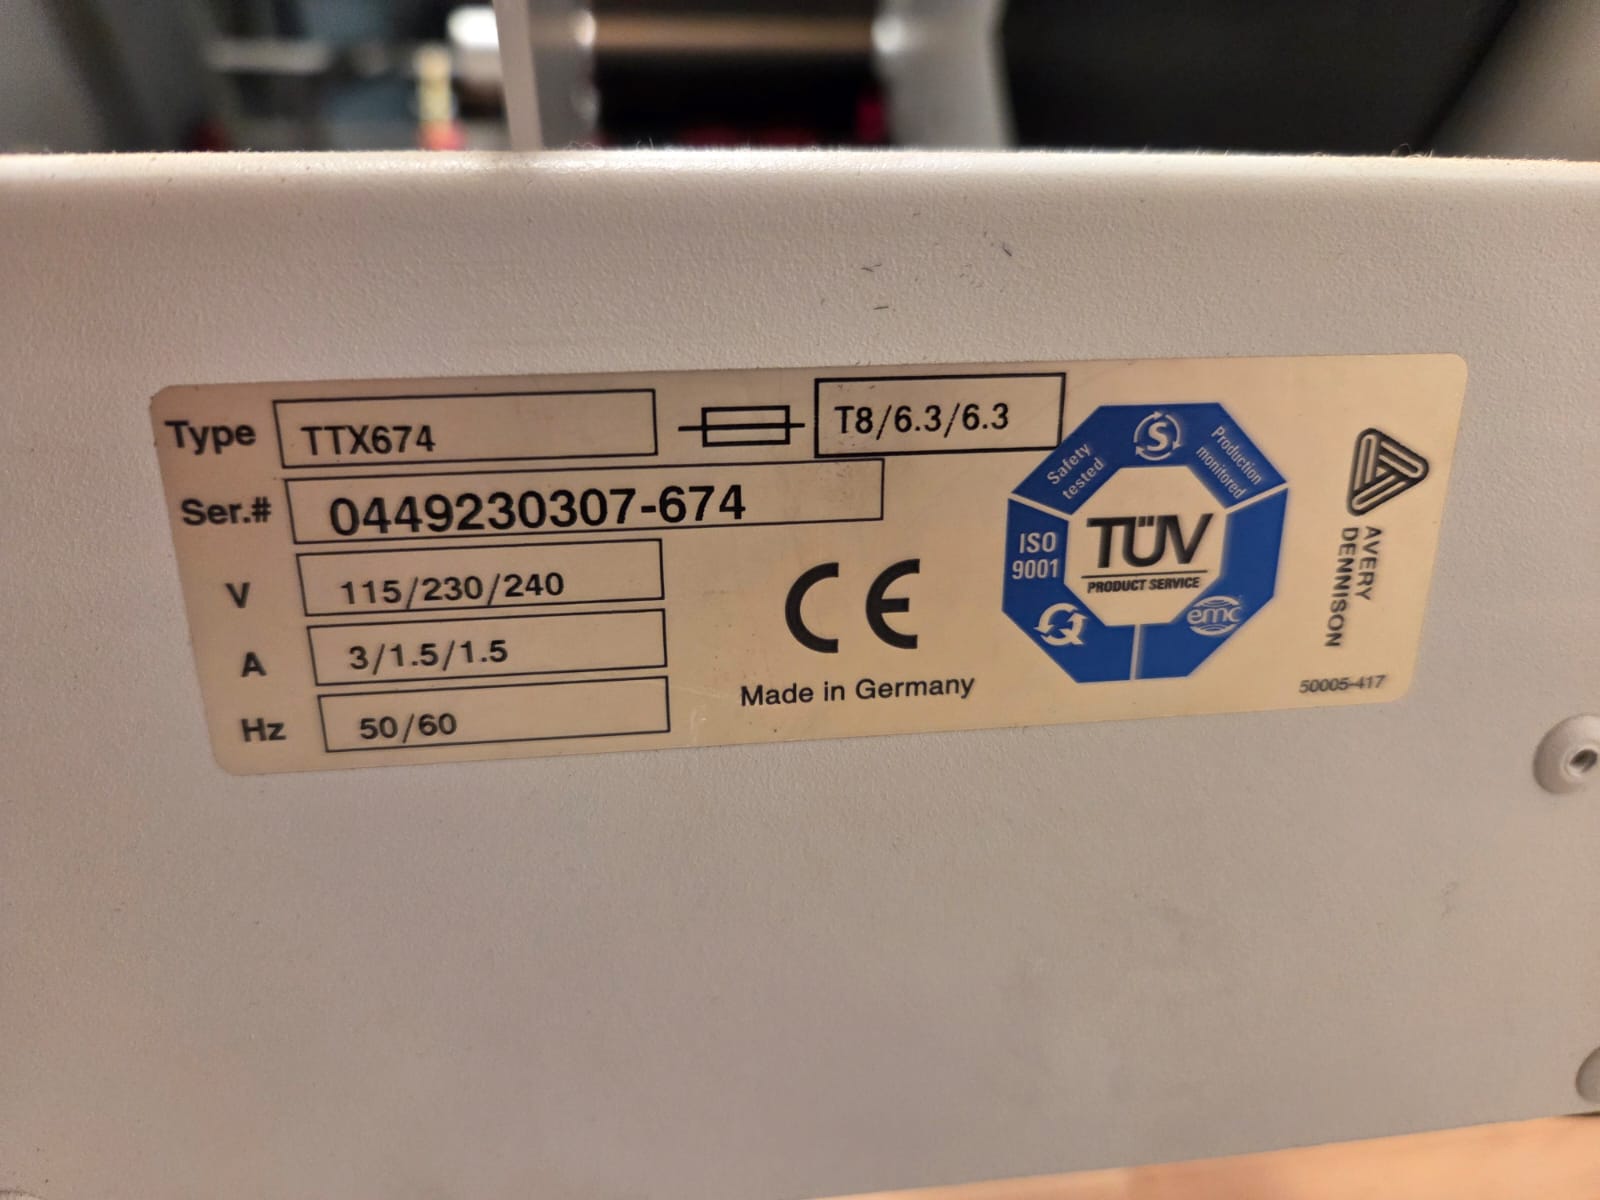 Type TTX674 T8/6.3/6.3
Ser.# 0449230307-674
V 115/230/240
A 3/1.5/1.5
Hz 50/60
CE
Made in Germany
Safety tested
S
Production monitored
ISO 9001
TÜV
PRODUCT SERVICE
emc
AVERY
DENNISON
50005-417